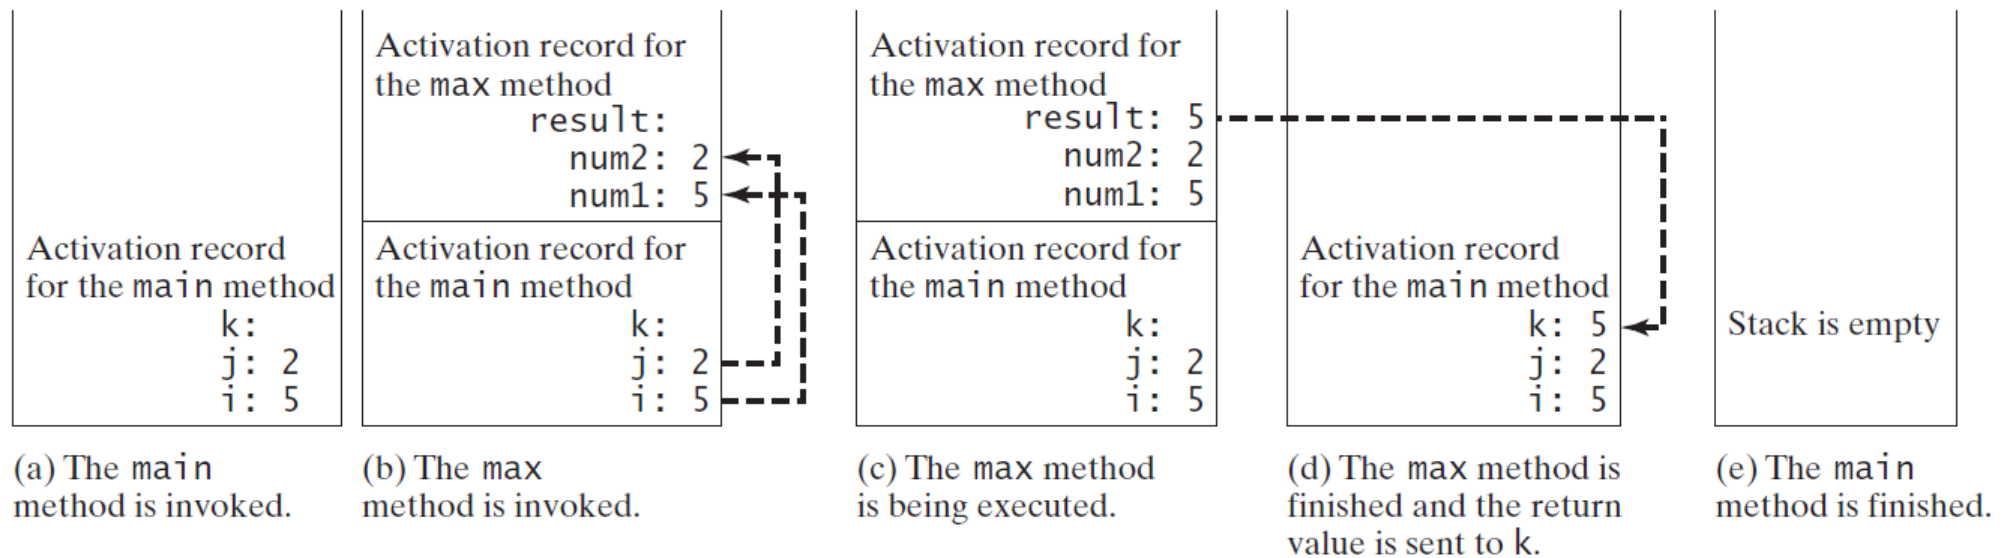 Activation record
for the main method
k:
j: 2
i: 5
(a) The main
method is invoked.
Activation record for
the max method
result:
num2: 2
num1: 5
Activation record for
the main method
k:
j: 2
i: 5
(b) The max
method is invoked.
Activation record for
the max method
result: 5
num2: 2
num1: 5
Activation record for
the main method
k:
j: 2
i: 5
(c) The max method
is being executed.
Activation record
for the main method
k: 5
j: 2
i: 5
(d) The max method is
finished and the return
value is sent to k.
Stack is empty
(e) The main
method is finished.